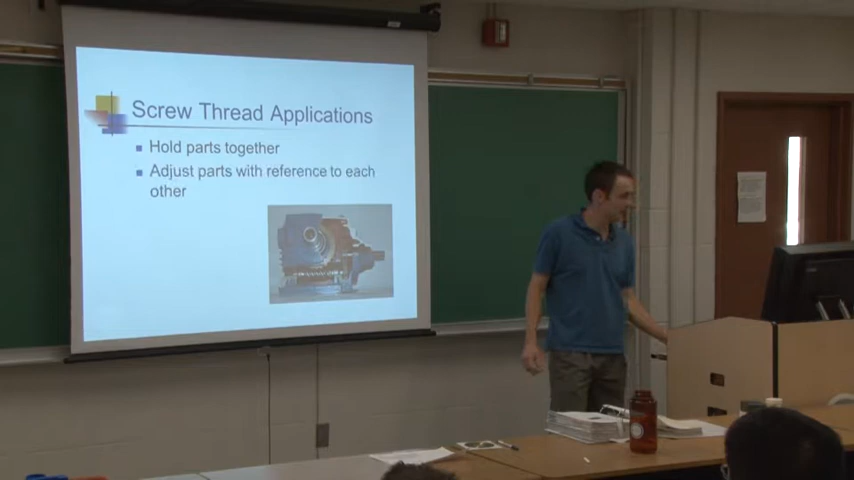 Screw Thread Applications
Hold parts together
Adjust parts with reference to each
other